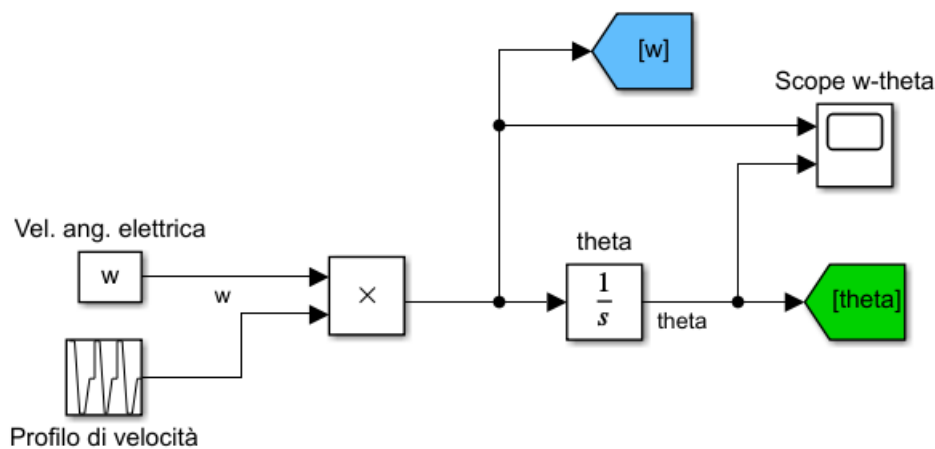 [w]
Scope w-theta
Vel. ang. elettrica
w
w
×
theta
1
s
theta
[theta]
Profilo di velocità